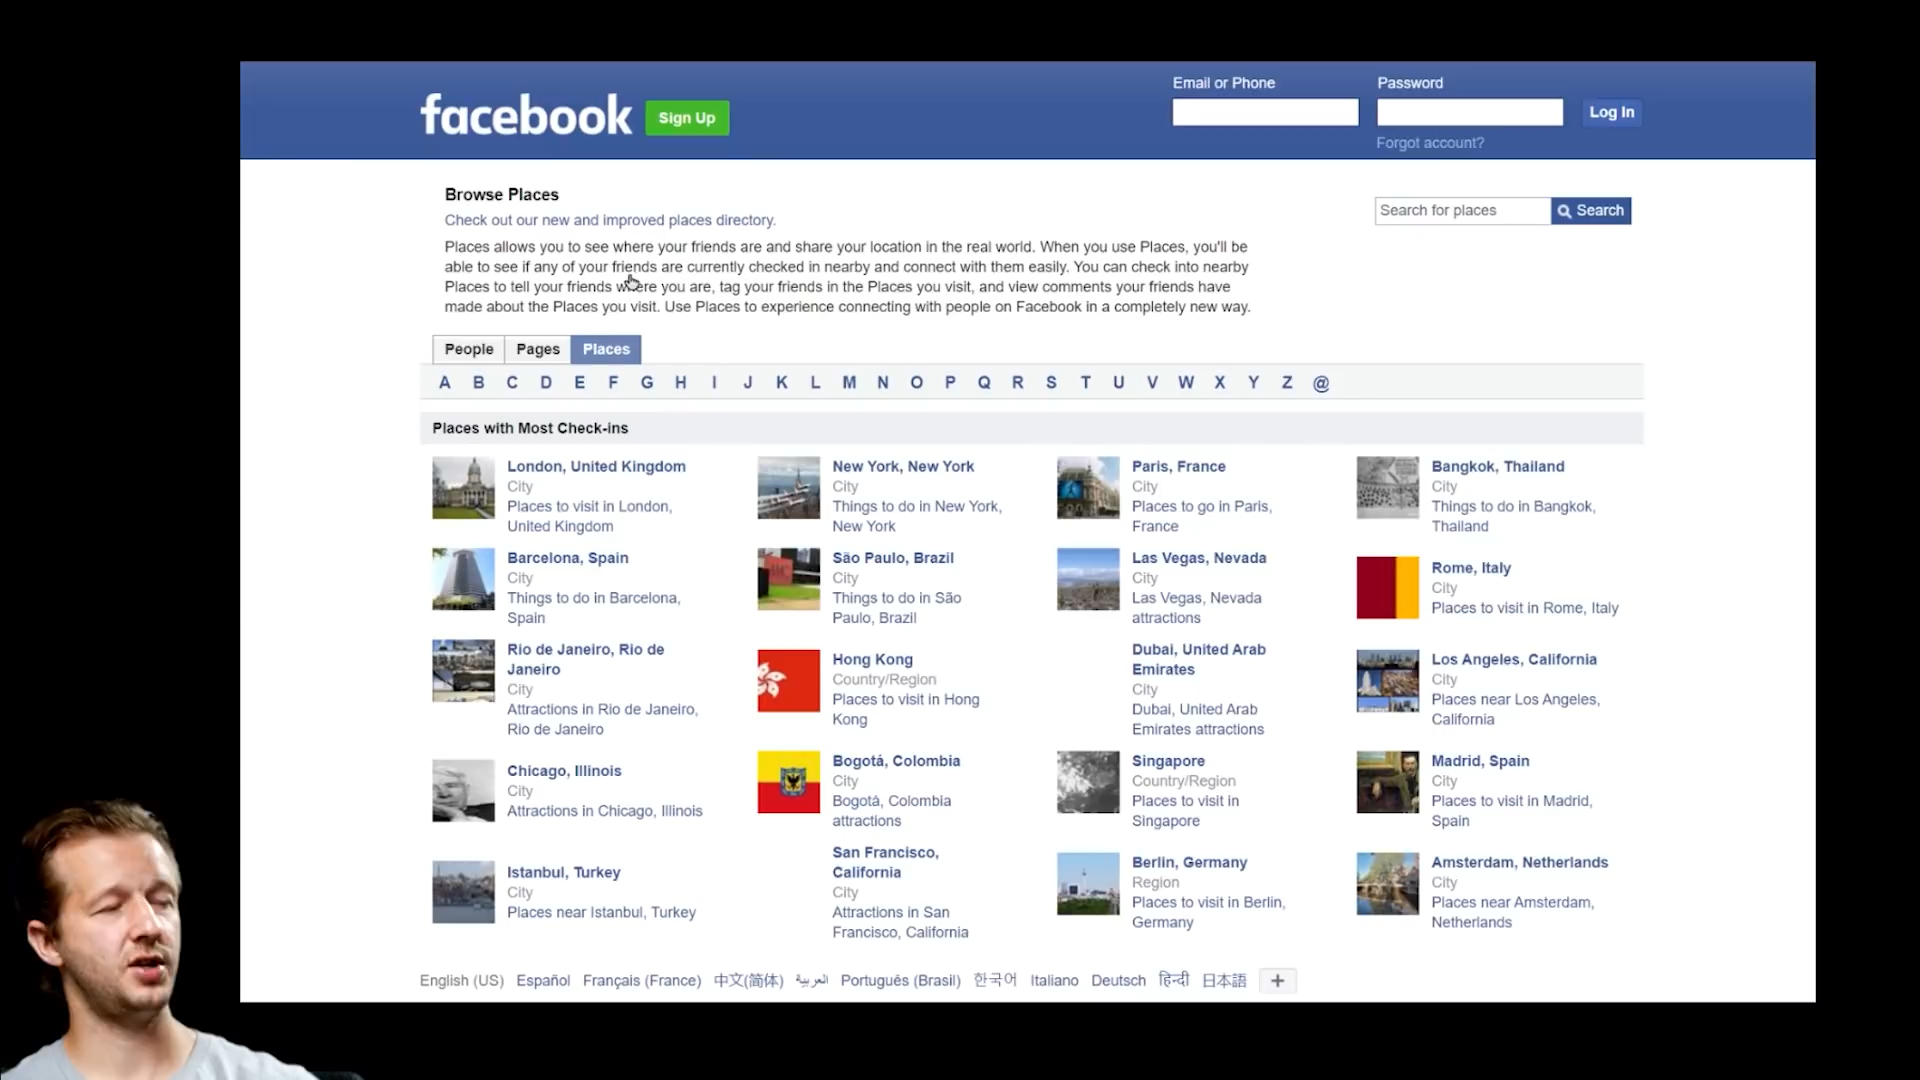 facebook
Sign Up
Email or Phone
Password
Log In
Forgot account?
Browse Places
Check out our new and improved places directory.
Places allows you to see where your friends are and share your location in the real world. When you use Places, you'll be
able to see if any of your friends are currently checked in nearby and connect with them easily. You can check into nearby
Places to tell your friends where you are, tag your friends in the Places you visit, and view comments your friends have
made about the Places you visit. Use Places to experience connecting with people on Facebook in a completely new way.
Search for places
Search
People Pages Places
A B C D E F G H I J K L M N O P Q R S T U V W X Y Z @
Places with Most Check-ins
London, United Kingdom
City
Places to visit in London,
United Kingdom
New York, New York
City
Things to do in New York,
New York
Paris, France
City
Places to go in Paris,
France
Bangkok, Thailand
City
Things to do in Bangkok,
Thailand
Barcelona, Spain
City
Things to do in Barcelona,
Spain
São Paulo, Brazil
City
Things to do in São
Paulo, Brazil
Las Vegas, Nevada
City
Las Vegas, Nevada
attractions
Rome, Italy
City
Places to visit in Rome, Italy
Rio de Janeiro, Rio de
Janeiro
City
Attractions in Rio de Janeiro,
Rio de Janeiro
Hong Kong
Country/Region
Places to visit in Hong
Kong
Dubai, United Arab
Emirates
City
Dubai, United Arab
Emirates attractions
Los Angeles, California
City
Places near Los Angeles,
California
Chicago, Illinois
City
Attractions in Chicago, Illinois
Bogotá, Colombia
City
Bogotá, Colombia
attractions
Singapore
Country/Region
Places to visit in
Singapore
Madrid, Spain
City
Places to visit in Madrid,
Spain
Istanbul, Turkey
City
Places near Istanbul, Turkey
San Francisco,
California
City
Attractions in San
Francisco, California
Berlin, Germany
Region
Places to visit in Berlin,
Germany
Amsterdam, Netherlands
City
Places near Amsterdam,
Netherlands
English (US) Español Français (France) 中文(简体) العربية Português (Brasil) 한국어 Italiano Deutsch हिन्दी 日本語 +